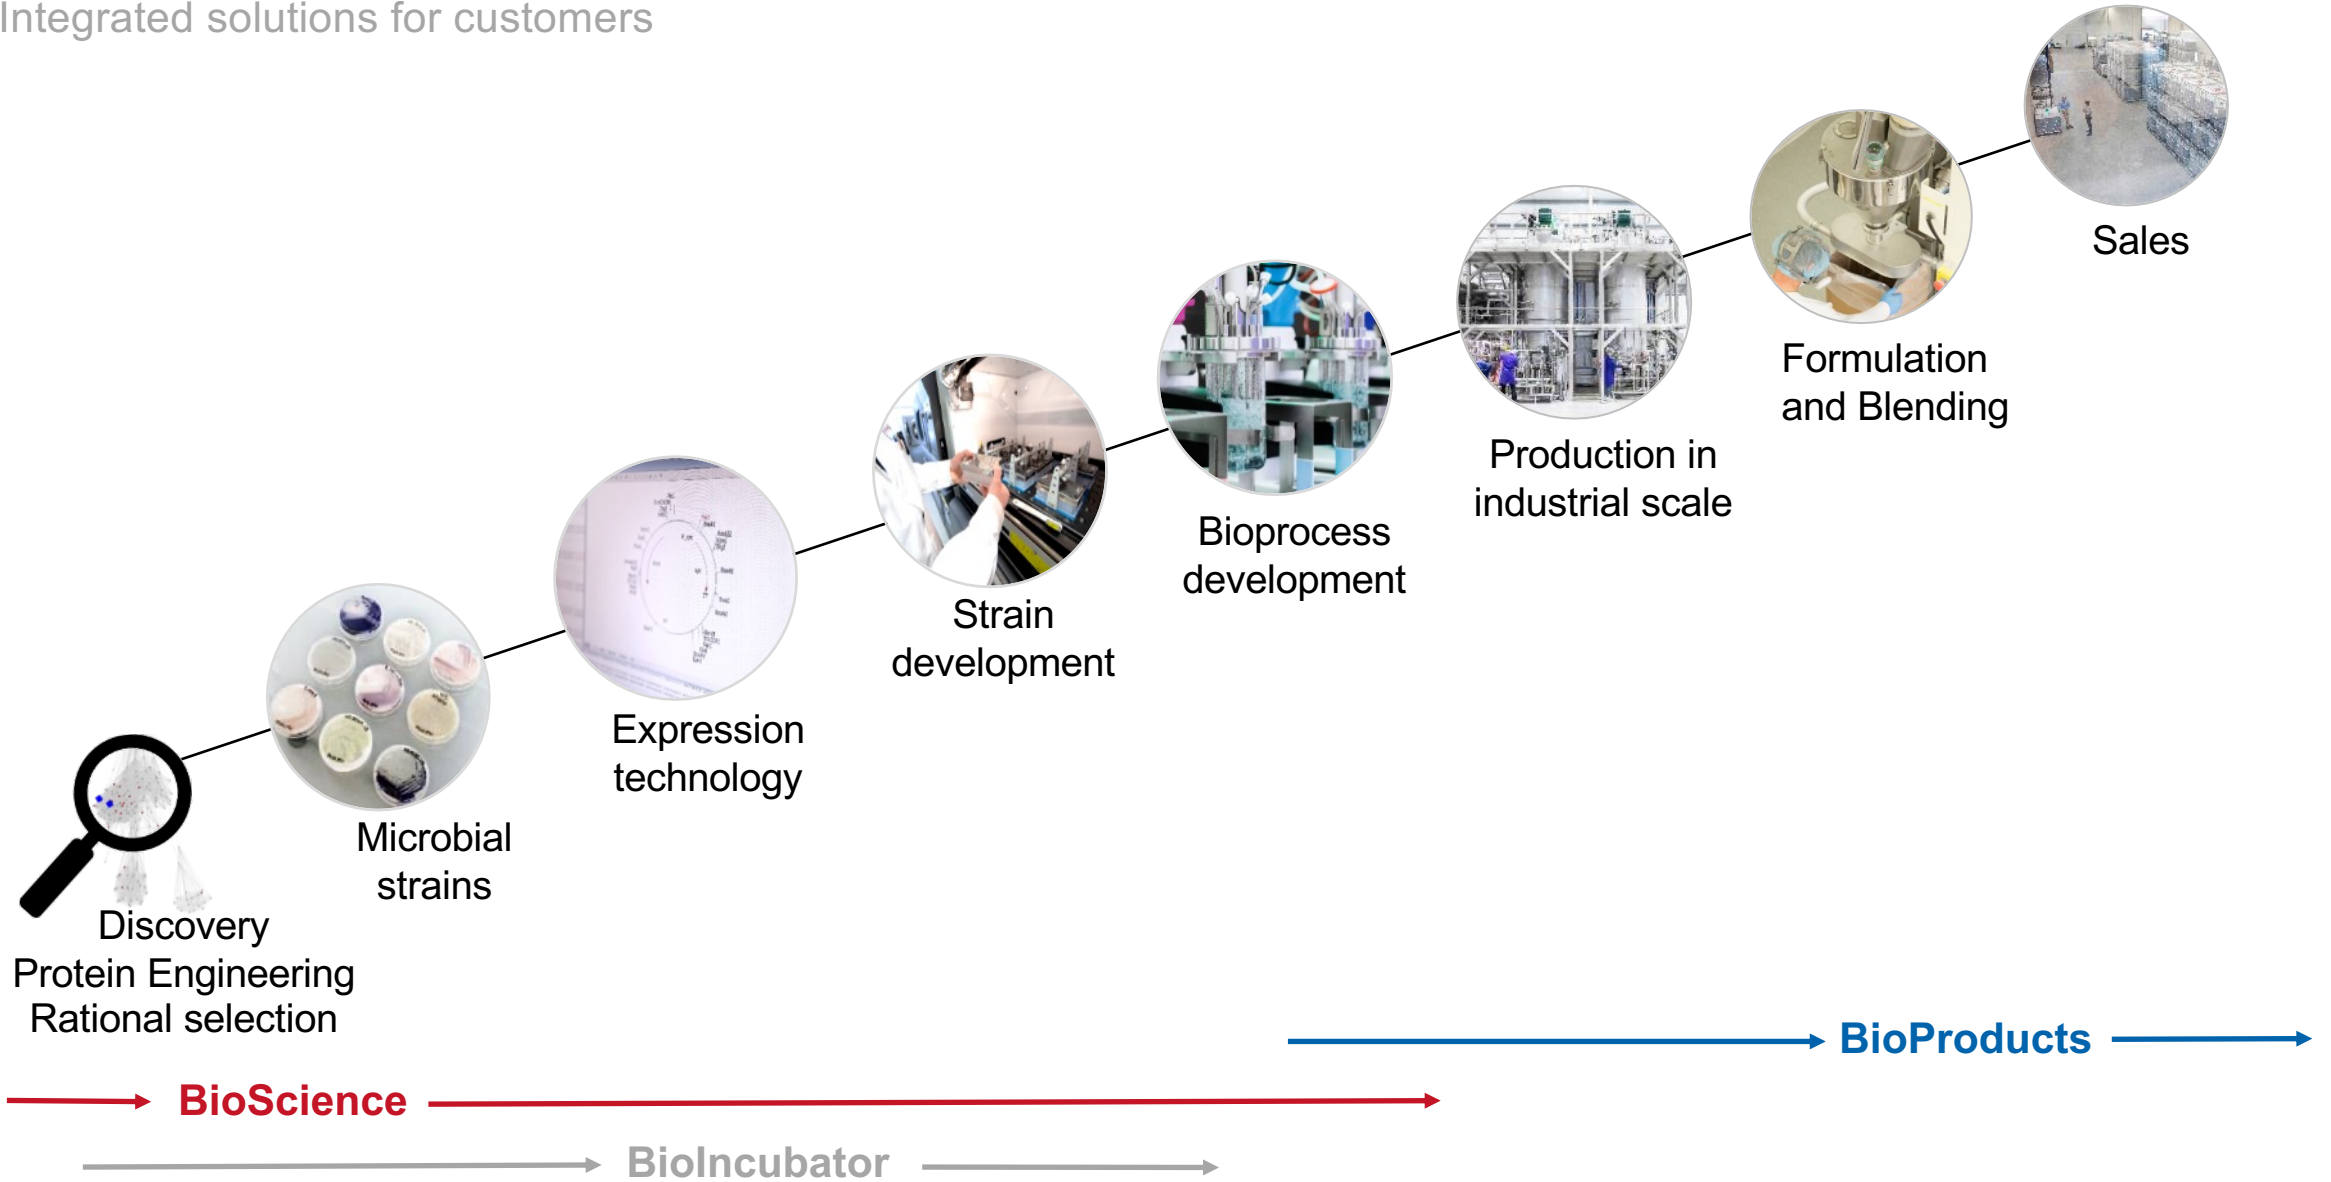 Integrated solutions for customers
Sales
Formulation
and Blending
Production in
industrial scale
Bioprocess
development
Strain
development
Expression
technology
Microbial
strains
Discovery
Protein Engineering
Rational selection
BioProducts
BioScience
BioIncubator